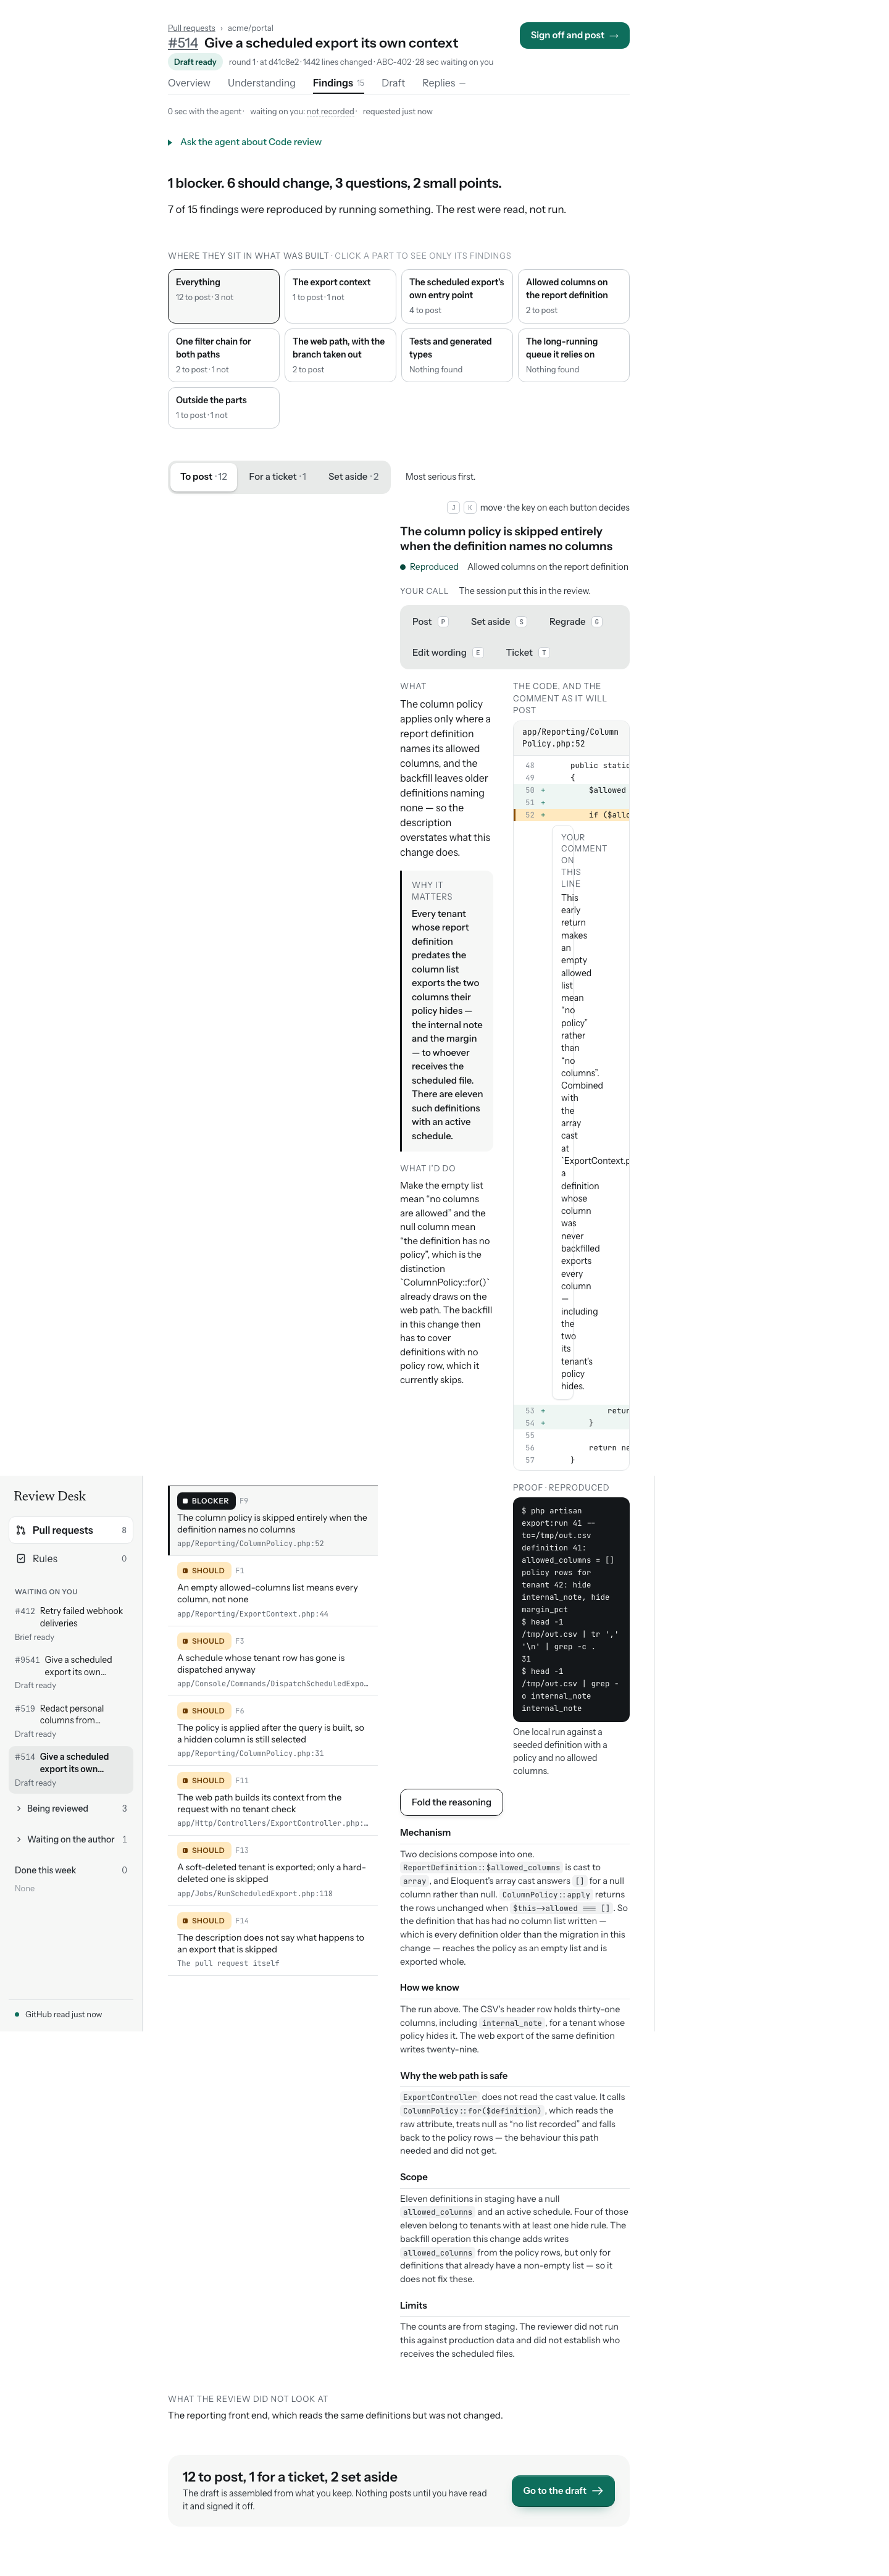 Pull requests › acme/portal
#514 Give a scheduled export its own context
Sign off and post →
Draft ready round 1 · at d41c8e2 · 1442 lines changed · ABC-402 · 28 sec waiting on you
Overview Understanding Findings 15 Draft Replies —
0 sec with the agent · waiting on you: not recorded · requested just now
Ask the agent about Code review
1 blocker. 6 should change, 3 questions, 2 small points.
7 of 15 findings were reproduced by running something. The rest were read, not run.
WHERE THEY SIT IN WHAT WAS BUILT · CLICK A PART TO SEE ONLY ITS FINDINGS
Everything
12 to post · 3 not
The export context
1 to post · 1 not
The scheduled export's
own entry point
4 to post
Allowed columns on
the report definition
2 to post
One filter chain for
both paths
2 to post · 1 not
The web path, with the
branch taken out
2 to post
Tests and generated
types
Nothing found
The long-running
queue it relies on
Nothing found
Outside the parts
1 to post · 1 not
To post · 12 For a ticket · 1 Set aside · 2 Most serious first.
J K move · the key on each button decides
The column policy is skipped entirely
when the definition names no columns
Reproduced Allowed columns on the report definition
YOUR CALL The session put this in the review.
Post P Set aside S Regrade G
Edit wording E Ticket T
WHAT
The column policy
applies only where a
report definition
names its allowed
columns, and the
backfill leaves older
definitions naming
none — so the
description
overstates what this
change does.
WHY IT
MATTERS
Every tenant
whose report
definition
predates the
column list
exports the two
columns their
policy hides —
the internal note
and the margin
— to whoever
receives the
scheduled file.
There are eleven
such definitions
with an active
schedule.
WHAT I'D DO
Make the empty list
mean “no columns
are allowed” and the
null column mean
“the definition has no
policy”, which is the
distinction
`ColumnPolicy::for()`
already draws on the
web path. The backfill
in this change then
has to cover
definitions with no
policy row, which it
currently skips.
THE CODE, AND THE
COMMENT AS IT WILL
POST
app/Reporting/Column
Policy.php:52
48 public static
49 {
50 + $allowed
51 +
52 + if ($allo
YOUR
COMMENT
ON
THIS
LINE
This
early
return
makes
an
empty
allowed
list
mean
“no
policy”
rather
than
“no
columns”.
Combined
with
the
array
cast
at
`ExportContext.p
a
definition
whose
column
was
never
backfilled
exports
every
column
—
including
the
two
its
tenant's
policy
hides.
53 + retur
54 + }
55
56 return ne
57 }
Review Desk
Pull requests 8
Rules 0
WAITING ON YOU
#412 Retry failed webhook
deliveries
Brief ready
#9541 Give a scheduled
export its own…
Draft ready
#519 Redact personal
columns from…
Draft ready
#514 Give a scheduled
export its own…
Draft ready
Being reviewed 3
Waiting on the author 1
Done this week 0
None
GitHub read just now
BLOCKER F9
The column policy is skipped entirely when the
definition names no columns
app/Reporting/ColumnPolicy.php:52
SHOULD F1
An empty allowed-columns list means every
column, not none
app/Reporting/ExportContext.php:44
SHOULD F3
A schedule whose tenant row has gone is
dispatched anyway
app/Console/Commands/DispatchScheduledExpo…
SHOULD F6
The policy is applied after the query is built, so
a hidden column is still selected
app/Reporting/ColumnPolicy.php:31
SHOULD F11
The web path builds its context from the
request with no tenant check
app/Http/Controllers/ExportController.php:…
SHOULD F13
A soft-deleted tenant is exported; only a hard-
deleted one is skipped
app/Jobs/RunScheduledExport.php:118
SHOULD F14
The description does not say what happens to
an export that is skipped
The pull request itself
PROOF · REPRODUCED
$ php artisan
export:run 41 --
to=/tmp/out.csv
definition 41:
allowed_columns = []
policy rows for
tenant 42: hide
internal_note, hide
margin_pct
$ head -1
/tmp/out.csv | tr ','
'\n' | grep -c .
31
$ head -1
/tmp/out.csv | grep -
o internal_note
internal_note
One local run against a
seeded definition with a
policy and no allowed
columns.
Fold the reasoning
Mechanism
Two decisions compose into one.
ReportDefinition::$allowed_columns is cast to
array, and Eloquent's array cast answers [] for a null
column rather than null. ColumnPolicy::apply returns
the rows unchanged when $this->allowed === []. So
the definition that has had no column list written —
which is every definition older than the migration in this
change — reaches the policy as an empty list and is
exported whole.
How we know
The run above. The CSV's header row holds thirty-one
columns, including internal_note, for a tenant whose
policy hides it. The web export of the same definition
writes twenty-nine.
Why the web path is safe
ExportController does not read the cast value. It calls
ColumnPolicy::for($definition), which reads the
raw attribute, treats null as “no list recorded” and falls
back to the policy rows — the behaviour this path
needed and did not get.
Scope
Eleven definitions in staging have a null
allowed_columns and an active schedule. Four of those
eleven belong to tenants with at least one hide rule. The
backfill operation this change adds writes
allowed_columns from the policy rows, but only for
definitions that already have a non-empty list — so it
does not fix these.
Limits
The counts are from staging. The reviewer did not run
this against production data and did not establish who
receives the scheduled files.
WHAT THE REVIEW DID NOT LOOK AT
The reporting front end, which reads the same definitions but was not changed.
12 to post, 1 for a ticket, 2 set aside
The draft is assembled from what you keep. Nothing posts until you have read
it and signed it off.
Go to the draft →